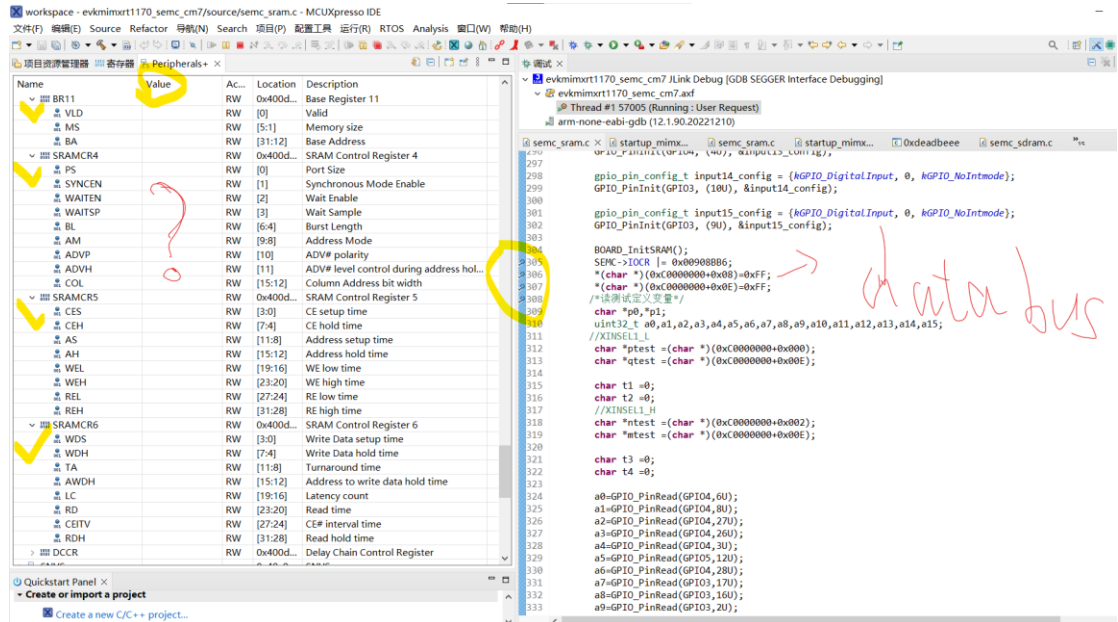 workspace - evkmimxrt1170_semc_cm7/source/semc_sram.c - MCUXpresso IDE
文件(F) 编辑(E) Source Refactor 导航(N) Search 项目(P) 配置工具 运行(R) RTOS Analysis 窗口(W) 帮助(H)
项目资源管理器 寄存器 Peripherals+
Name Value Ac... Location Description
BR11 RW 0x400d... Base Register 11
VLD RW [0] Valid
MS RW [5:1] Memory size
BA RW [31:12] Base Address
SRAMCR4 RW 0x400d... SRAM Control Register 4
PS RW [0] Port Size
SYNCEN RW [1] Synchronous Mode Enable
WAITEN RW [2] Wait Enable
WAITSP RW [3] Wait Sample
BL RW [6:4] Burst Length
AM RW [9:8] Address Mode
ADVP RW [10] ADV# polarity
ADVH RW [11] ADV# level control during address hol...
COL RW [15:12] Column Address bit width
SRAMCR5 RW 0x400d... SRAM Control Register 5
CES RW [3:0] CE setup time
CEH RW [7:4] CE hold time
AS RW [11:8] Address setup time
AH RW [15:12] Address hold time
WEL RW [19:16] WE low time
WEH RW [23:20] WE high time
REL RW [27:24] RE low time
REH RW [31:28] RE high time
SRAMCR6 RW 0x400d... SRAM Control Register 6
WDS RW [3:0] Write Data setup time
WDH RW [7:4] Write Data hold time
TA RW [11:8] Turnaround time
AWDH RW [15:12] Address to write data hold time
LC RW [19:16] Latency count
RD RW [23:20] Read time
CEITV RW [27:24] CE# interval time
RDH RW [31:28] Read hold time
DCCR RW 0x400d... Delay Chain Control Register
?
Quickstart Panel
Create or import a project
Create a new C/C++ project...
调试
evkmimxrt1170_semc_cm7 JLink Debug [GDB SEGGER Interface Debugging]
evkmimxrt1170_semc_cm7.axf
Thread #1 57005 (Running : User Request)
arm-none-eabi-gdb (12.1.90.20221210)
semc_sram.c startup_mimx... semc_sram.c startup_mimx... 0xdeadbeee semc_sdram.c
297
298 gpio_pin_config_t input14_config = {kGPIO_DigitalInput, 0, kGPIO_NoIntmode};
299 GPIO_PinInit(GPIO3, (10U), &input14_config);
300
301 gpio_pin_config_t input15_config = {kGPIO_DigitalInput, 0, kGPIO_NoIntmode};
302 GPIO_PinInit(GPIO3, (9U), &input15_config);
303
304 BOARD_InitSRAM();
305 SEMC->IOCR |= 0x00908BB6;
306 *(char *)(0xC0000000+0x08)=0xFF;
307 *(char *)(0xC0000000+0x0E)=0xFF;
308 /*读测试定义变量*/
309 char *p0,*p1;
310 uint32_t a0,a1,a2,a3,a4,a5,a6,a7,a8,a9,a10,a11,a12,a13,a14,a15;
311 //XINSEL1_L
312 char *ptest =(char *)(0xC0000000+0x000);
313 char *qtest =(char *)(0xC0000000+0x00E);
314
315 char t1 =0;
316 char t2 =0;
317 //XINSEL1_H
318 char *ntest =(char *)(0xC0000000+0x002);
319 char *mtest =(char *)(0xC0000000+0x00E);
320
321 char t3 =0;
322 char t4 =0;
323
324 a0=GPIO_PinRead(GPIO4,6U);
325 a1=GPIO_PinRead(GPIO4,8U);
326 a2=GPIO_PinRead(GPIO4,27U);
327 a3=GPIO_PinRead(GPIO4,26U);
328 a4=GPIO_PinRead(GPIO4,3U);
329 a5=GPIO_PinRead(GPIO5,12U);
330 a6=GPIO_PinRead(GPIO4,28U);
331 a7=GPIO_PinRead(GPIO3,17U);
332 a8=GPIO_PinRead(GPIO3,16U);
333 a9=GPIO_PinRead(GPIO3,2U);
data bus